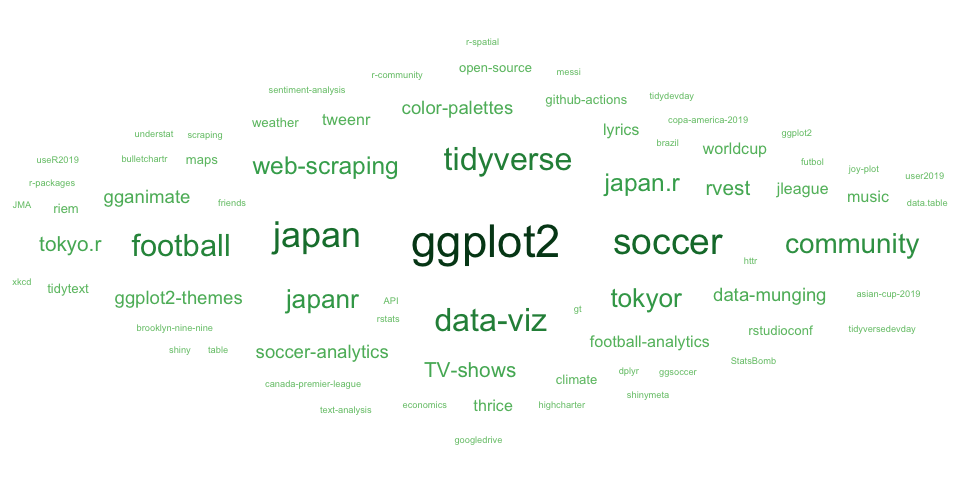 r-spatial
open-source
messi
r-community
sentiment-analysis
github-actions
tidydevday
color-palettes
weather
tweenr
lyrics
copa-america-2019
understat
scraping
brazil
ggplot2
worldcup
useR2019
bulletchartr
maps
web-scraping
tidyverse
futbol
joy-plot
user2019
r-packages
gganimate
friends
japan.r
rvest
jleague
music
data.table
JMA
riem
tokyo.r
football
japan
ggplot2
soccer
community
httr
xkcd
tidytext
ggplot2-themes
japanr
API
rstats
data-viz
gt
tokyor
data-munging
asian-cup-2019
brooklyn-nine-nine
rstudioconf
tidyversedevday
shiny
table
soccer-analytics
football-analytics
StatsBomb
TV-shows
climate
dplyr
ggsoccer
canada-premier-league
shinymeta
text-analysis
economics
thrice
highcharter
googledrive